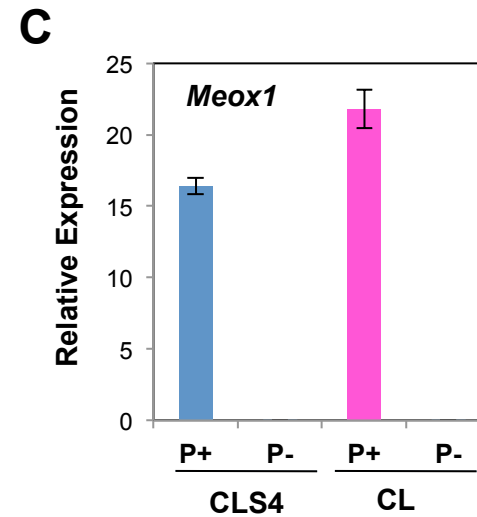 C
Relative Expression
Meox1
25
20
15
10
5
0
P+ P- P+ P-
CLS4 CL